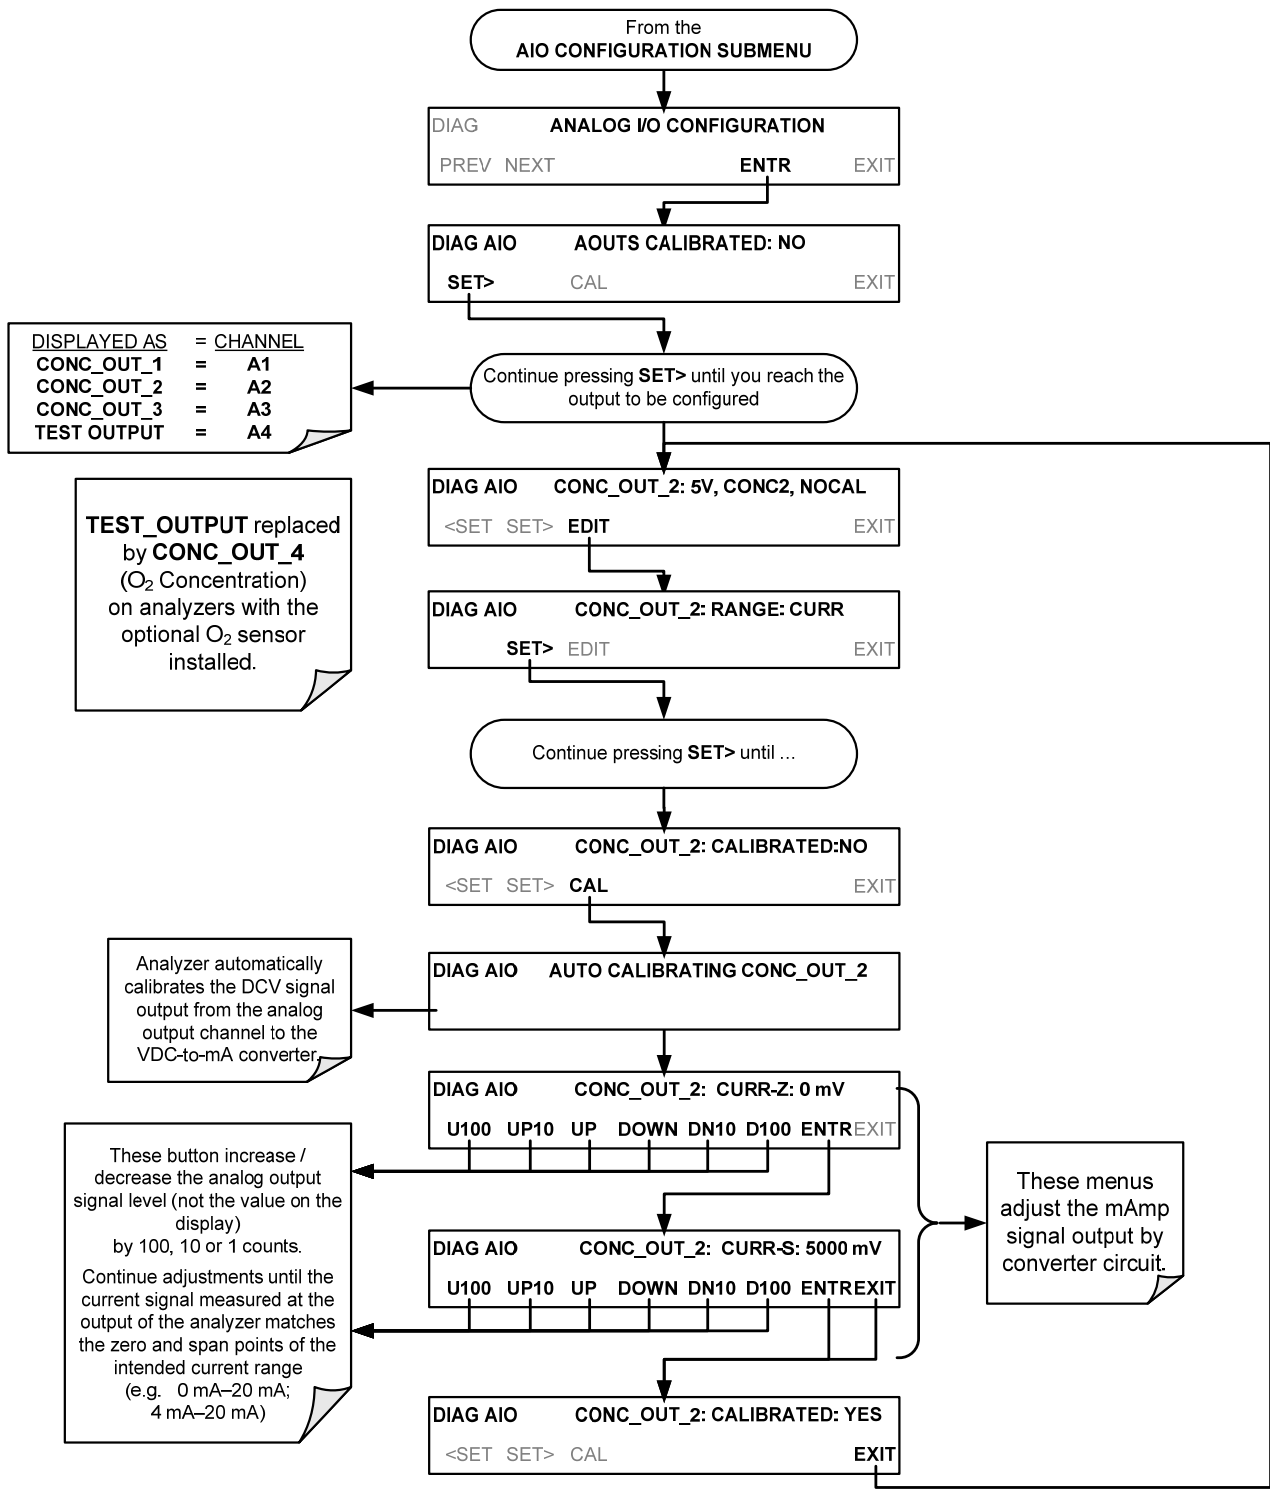 From the
AIO CONFIGURATION SUBMENU
DIAG ANALOG I/O CONFIGURATION
PREV NEXT ENTR EXIT
DIAG AIO AOUTS CALIBRATED: NO
SET> CAL EXIT
DISPLAYED AS = CHANNEL
CONC_OUT_1 = A1
CONC_OUT_2 = A2
CONC_OUT_3 = A3
TEST OUTPUT = A4
Continue pressing SET> until you reach the
output to be configured
TEST_OUTPUT replaced
by CONC_OUT_4
(O₂ Concentration)
on analyzers with the
optional O₂ sensor
installed.
DIAG AIO CONC_OUT_2: 5V, CONC2, NOCAL
<SET SET> EDIT EXIT
DIAG AIO CONC_OUT_2: RANGE: CURR
SET> EDIT EXIT
Continue pressing SET> until ...
DIAG AIO CONC_OUT_2: CALIBRATED:NO
<SET SET> CAL EXIT
Analyzer automatically
calibrates the DCV signal
output from the analog
output channel to the
VDC-to-mA converter.
DIAG AIO AUTO CALIBRATING CONC_OUT_2
DIAG AIO CONC_OUT_2: CURR-Z: 0 mV
U100 UP10 UP DOWN DN10 D100 ENTR EXIT
These button increase /
decrease the analog output
signal level (not the value on the
display)
by 100, 10 or 1 counts.
Continue adjustments until the
current signal measured at the
output of the analyzer matches
the zero and span points of the
intended current range
(e.g. 0 mA–20 mA;
4 mA–20 mA)
DIAG AIO CONC_OUT_2: CURR-S: 5000 mV
U100 UP10 UP DOWN DN10 D100 ENTR EXIT
These menus
adjust the mAmp
signal output by
converter circuit.
DIAG AIO CONC_OUT_2: CALIBRATED: YES
<SET SET> CAL EXIT